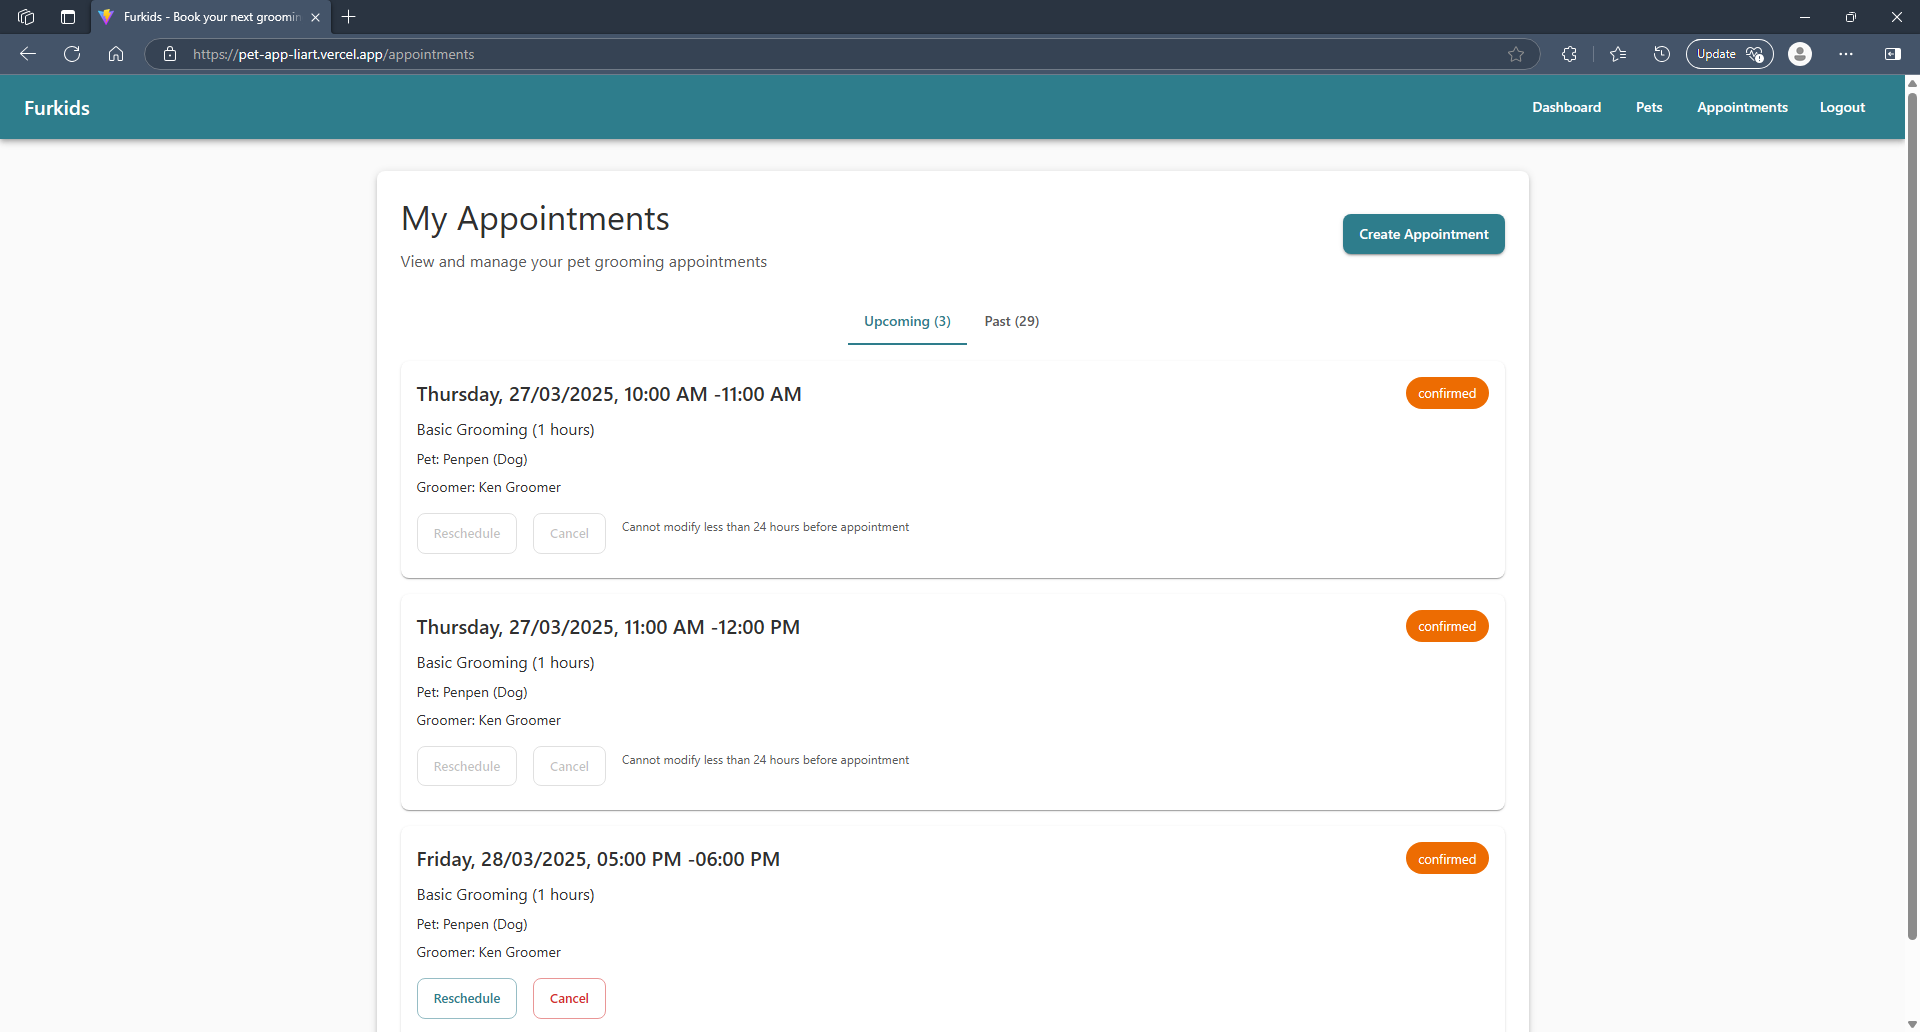 Furkids - Book your next groomin
https://pet-app-liart.vercel.app/appointments
Update
Furkids
Dashboard
Pets
Appointments
Logout
My Appointments
Create Appointment
View and manage your pet grooming appointments
Upcoming (3)
Past (29)
Thursday, 27/03/2025, 10:00 AM -11:00 AM
confirmed
Basic Grooming (1 hours)
Pet: Penpen (Dog)
Groomer: Ken Groomer
Reschedule
Cancel
Cannot modify less than 24 hours before appointment
Thursday, 27/03/2025, 11:00 AM -12:00 PM
confirmed
Basic Grooming (1 hours)
Pet: Penpen (Dog)
Groomer: Ken Groomer
Reschedule
Cancel
Cannot modify less than 24 hours before appointment
Friday, 28/03/2025, 05:00 PM -06:00 PM
confirmed
Basic Grooming (1 hours)
Pet: Penpen (Dog)
Groomer: Ken Groomer
Reschedule
Cancel